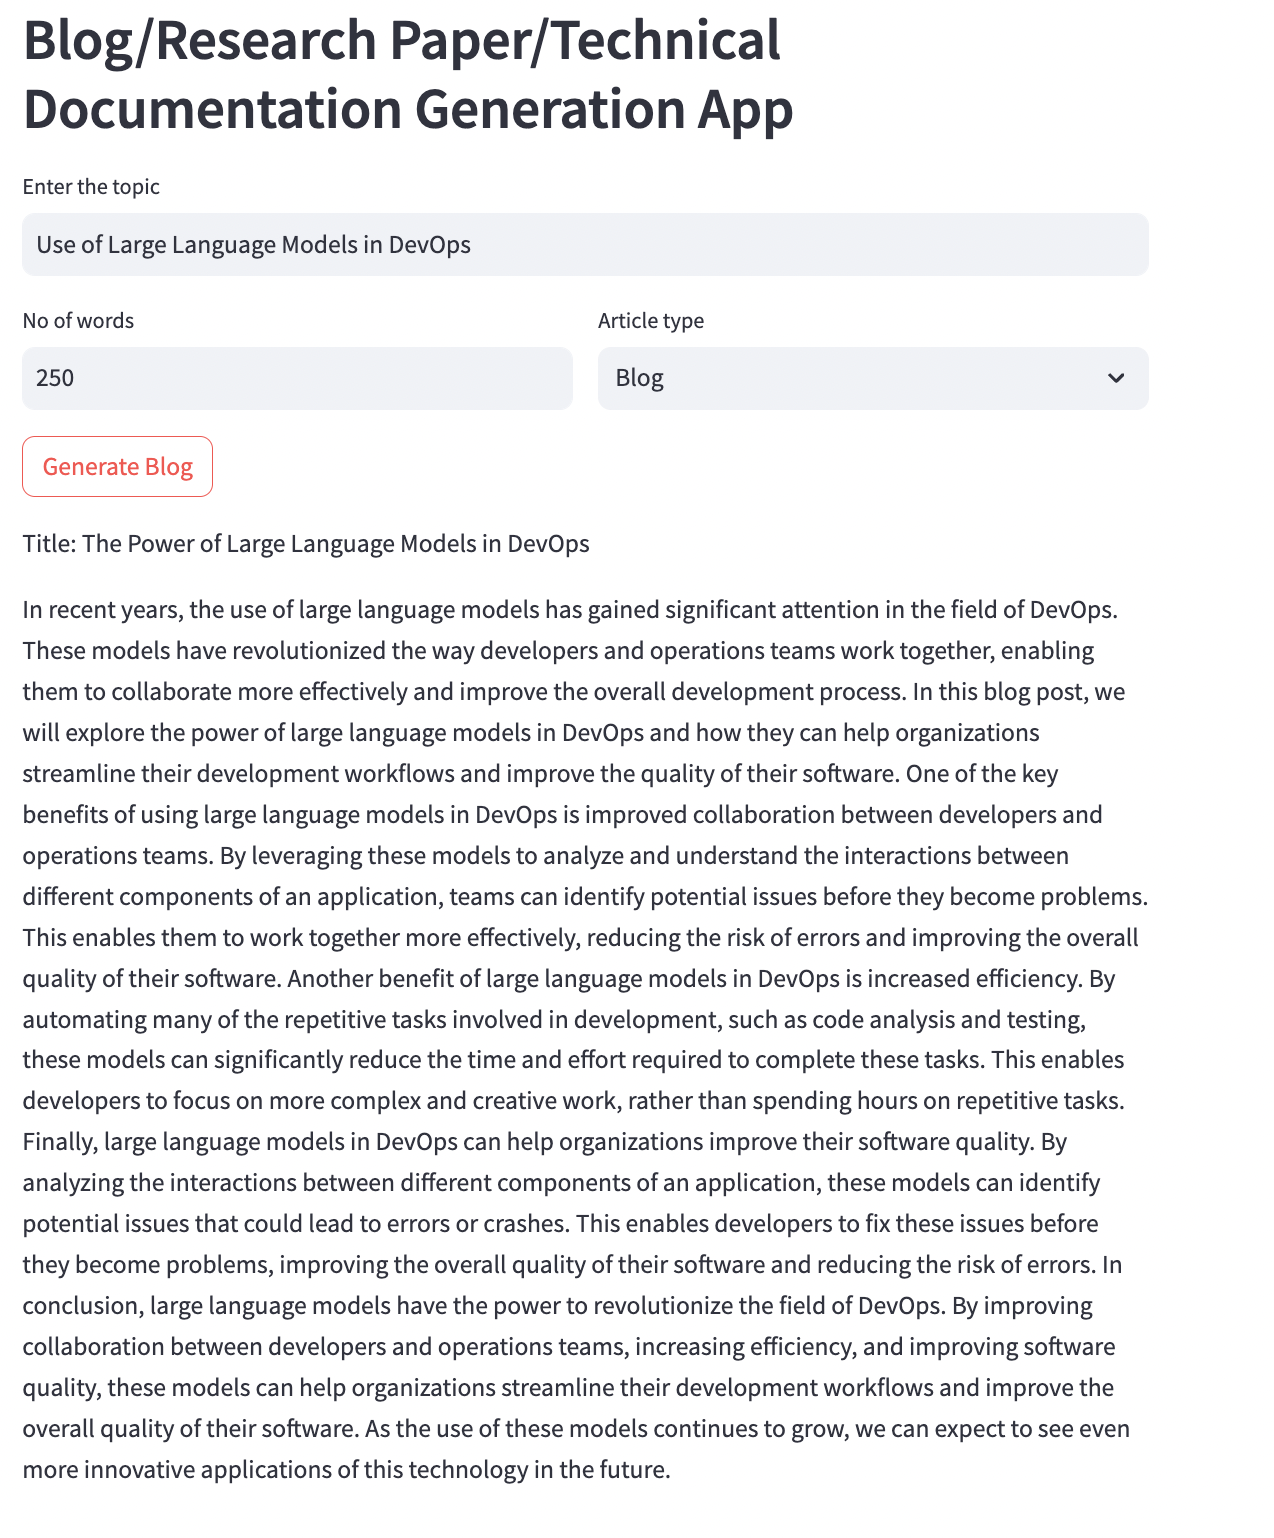 Blog/Research Paper/Technical
Documentation Generation App
Enter the topic
Use of Large Language Models in DevOps
No of words
Article type
250
Blog
Generate Blog
Title: The Power of Large Language Models in DevOps
In recent years, the use of large language models has gained significant attention in the field of DevOps.
These models have revolutionized the way developers and operations teams work together, enabling
them to collaborate more effectively and improve the overall development process. In this blog post, we
will explore the power of large language models in DevOps and how they can help organizations
streamline their development workflows and improve the quality of their software. One of the key
benefits of using large language models in DevOps is improved collaboration between developers and
operations teams. By leveraging these models to analyze and understand the interactions between
different components of an application, teams can identify potential issues before they become problems.
This enables them to work together more effectively, reducing the risk of errors and improving the overall
quality of their software. Another benefit of large language models in DevOps is increased efficiency. By
automating many of the repetitive tasks involved in development, such as code analysis and testing,
these models can significantly reduce the time and effort required to complete these tasks. This enables
developers to focus on more complex and creative work, rather than spending hours on repetitive tasks.
Finally, large language models in DevOps can help organizations improve their software quality. By
analyzing the interactions between different components of an application, these models can identify
potential issues that could lead to errors or crashes. This enables developers to fix these issues before
they become problems, improving the overall quality of their software and reducing the risk of errors. In
conclusion, large language models have the power to revolutionize the field of DevOps. By improving
collaboration between developers and operations teams, increasing efficiency, and improving software
quality, these models can help organizations streamline their development workflows and improve the
overall quality of their software. As the use of these models continues to grow, we can expect to see even
more innovative applications of this technology in the future.